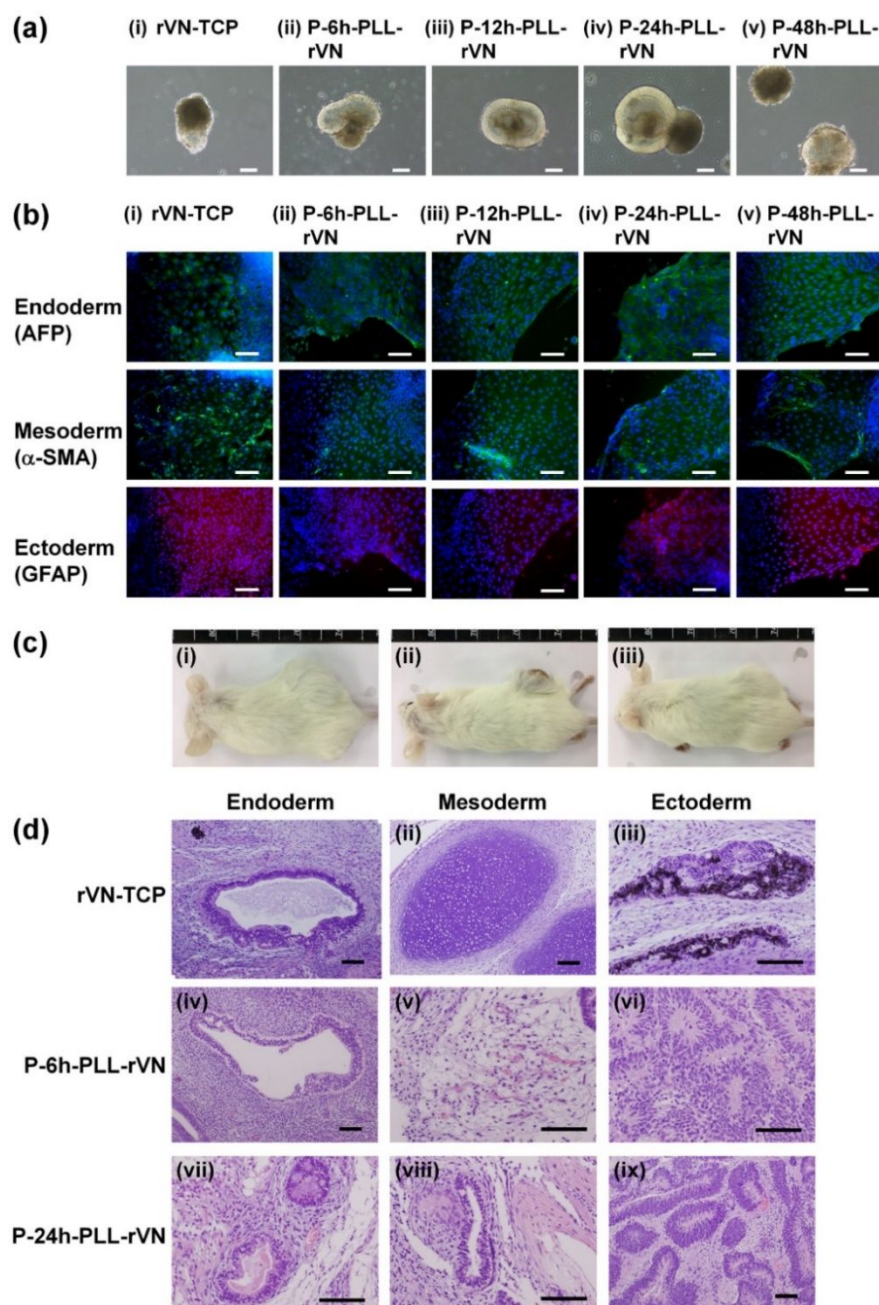 (a)
(i) rVN-TCP
(ii) P-6h-PLL-
rVN
(iii) P-12h-PLL-
rVN
(iv) P-24h-PLL-
rVN
(v) P-48h-PLL-
rVN
(b)
(i) rVN-TCP
(ii) P-6h-PLL-
rVN
(iii) P-12h-PLL-
rVN
(iv) P-24h-PLL-
rVN
(v) P-48h-PLL-
rVN
Endoderm
(AFP)
Mesoderm
(α-SMA)
Ectoderm
(GFAP)
(c)
(i)
(ii)
(iii)
(d)
Endoderm
Mesoderm
Ectoderm
rVN-TCP
(ii)
(iii)
P-6h-PLL-rVN
(iv)
(v)
(vi)
P-24h-PLL-rVN
(vii)
(viii)
(ix)